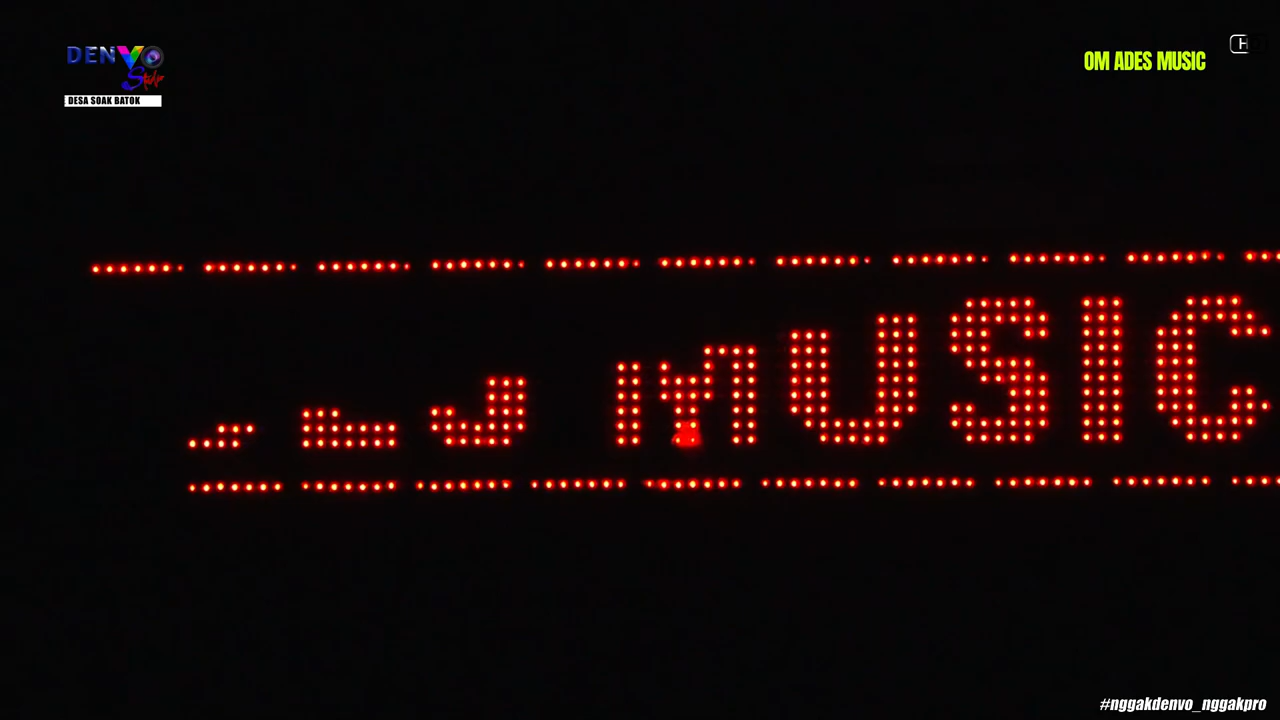 DENVO
Studio
DESA SOAK BATOK
OM ADES MUSIC
MUSIC
#nggakdenvo_nggakpro